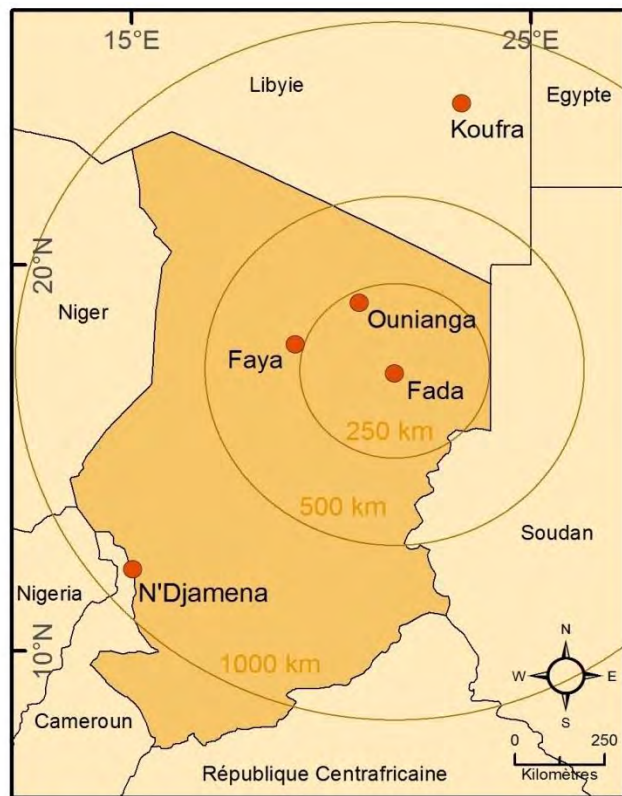 15°E
25°E
Libyie
Egypte
Koufra
20°N
Niger
Ounianga
Faya
Fada
250 km
500 km
Soudan
N'Djamena
Nigeria
10°N
1000 km
N
W
E
S
Cameroun
0
250
Kilomètres
République Centrafricaine